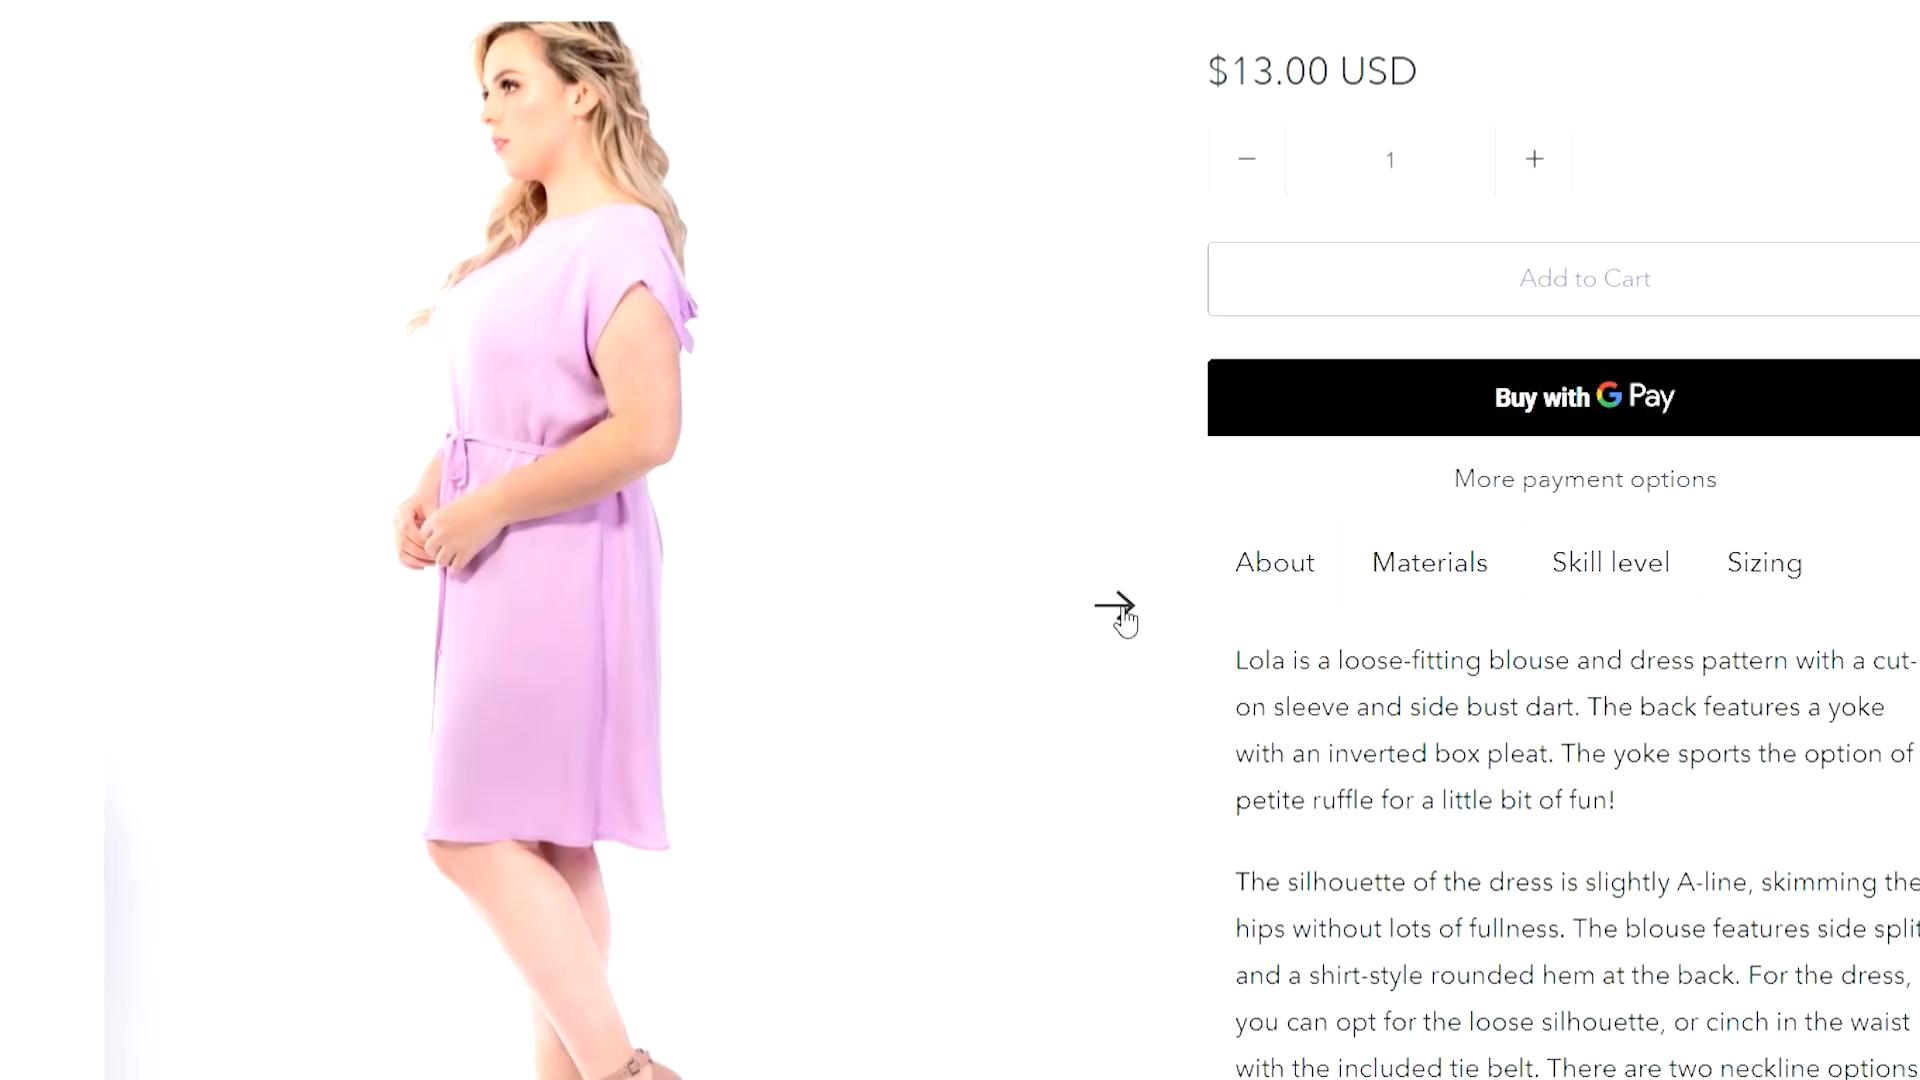 $13.00 USD
− 1 +
Add to Cart
Buy with G Pay
More payment options
About Materials Skill level Sizing
Lola is a loose-fitting blouse and dress pattern with a cut-
on sleeve and side bust dart. The back features a yoke
with an inverted box pleat. The yoke sports the option of
petite ruffle for a little bit of fun!
The silhouette of the dress is slightly A-line, skimming the
hips without lots of fullness. The blouse features side split
and a shirt-style rounded hem at the back. For the dress,
you can opt for the loose silhouette, or cinch in the waist
with the included tie belt. There are two neckline options